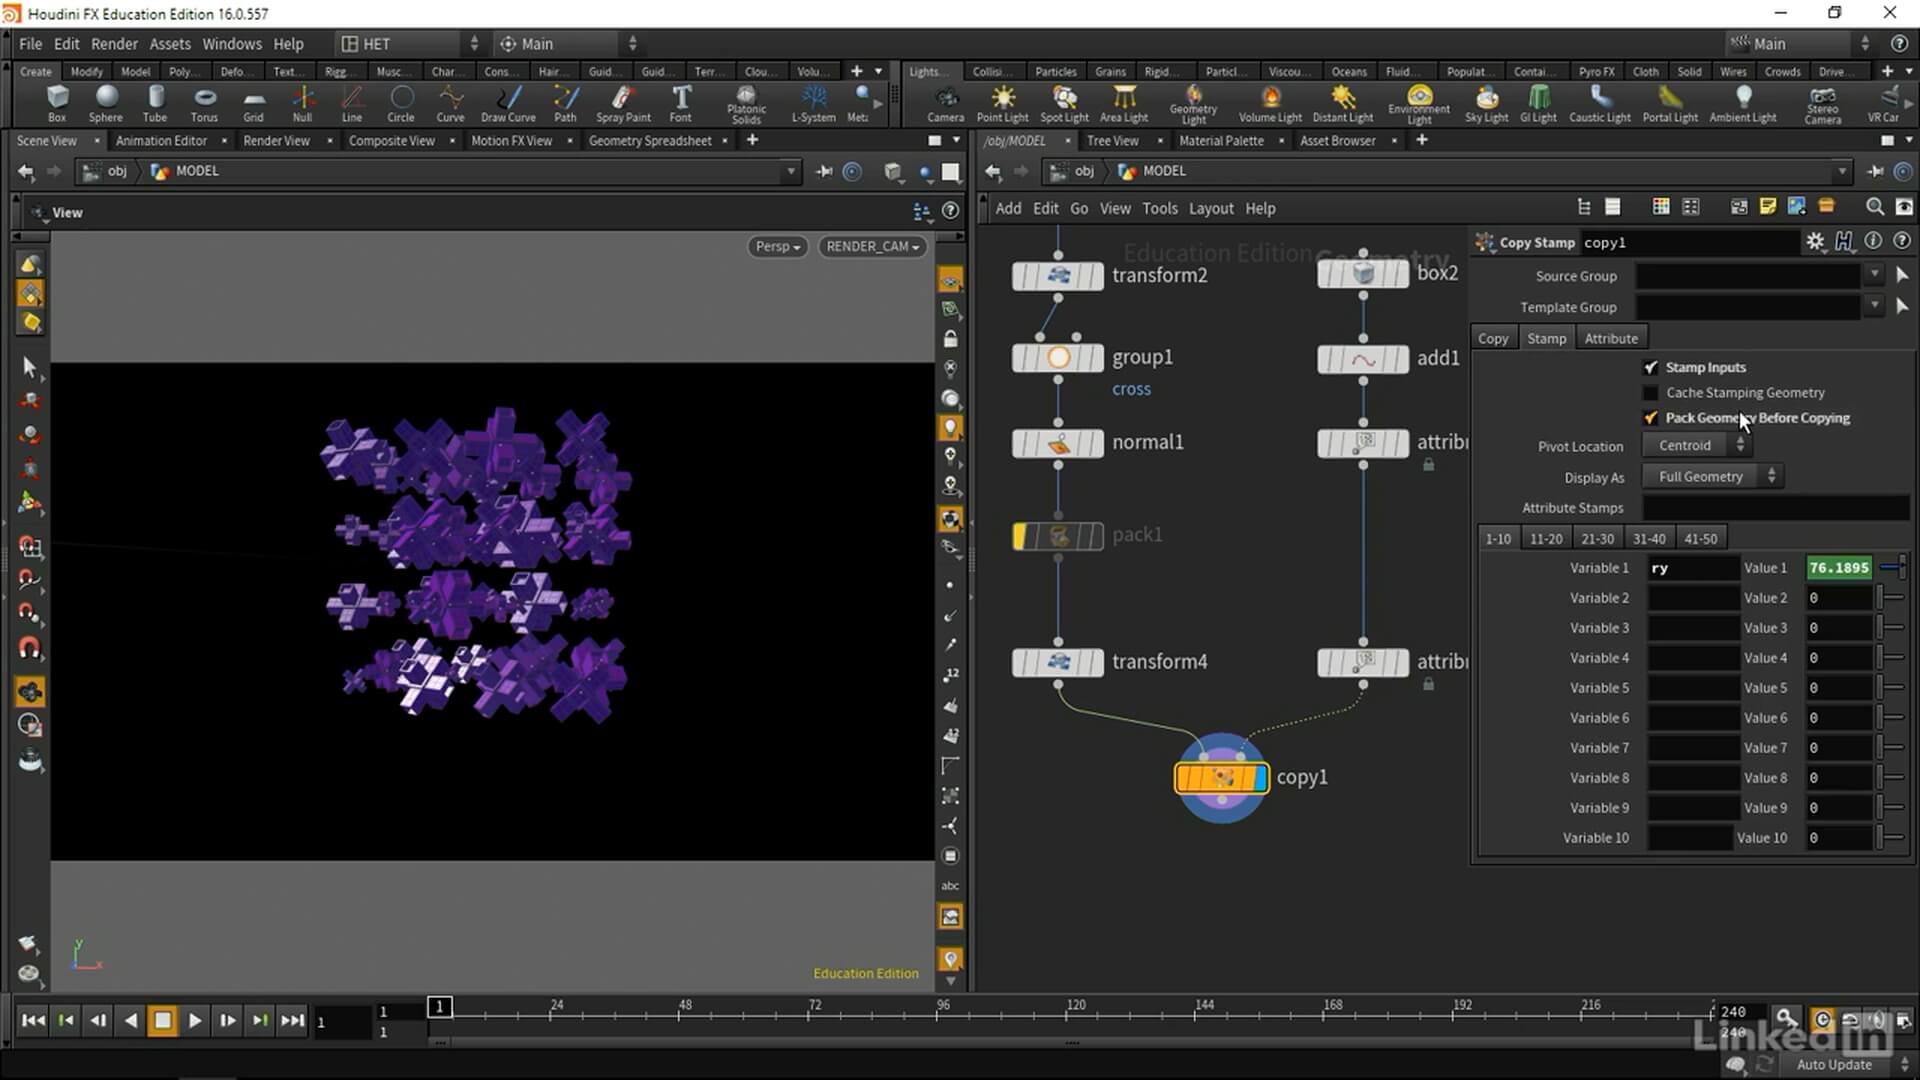 Houdini FX Education Edition 16.0.557
File Edit Render Assets Windows Help HET Main Main
Create Modify Model Poly... Defo... Text... Rigg... Musc... Char... Cons... Hair... Guid... Guid... Terr... Clou... Volu... Lights... Collisi... Particles Grains Rigid... Particl... Viscou... Oceans Fluid... Populat... Contai... Pyro FX Cloth Solid Wires Crowds Drive...
Box Sphere Tube Torus Grid Null Line Circle Curve Draw Curve Path Spray Paint Font Platonic Solids L-System Meta Camera Point Light Spot Light Area Light Geometry Light Volume Light Distant Light Environment Light Sky Light GI Light Caustic Light Portal Light Ambient Light Stereo Camera VR Car
Scene View Animation Editor Render View Composite View Motion FX View Geometry Spreadsheet /obj/MODEL Tree View Material Palette Asset Browser
obj MODEL obj MODEL
View Add Edit Go View Tools Layout Help
Persp RENDER_CAM
Education Edition Geometry
Copy Stamp copy1
transform2 box2
Source Group
Template Group
Copy Stamp Attribute
group1 add1
cross
Stamp Inputs
Cache Stamping Geometry
Pack Geometry Before Copying
normal1 attrib
Pivot Location Centroid
Display As Full Geometry
Attribute Stamps
pack1
1-10 11-20 21-30 31-40 41-50
Variable 1 ry Value 1 76.1895
Variable 2 Value 2 0
Variable 3 Value 3 0
Variable 4 Value 4 0
transform4 attrib
Variable 5 Value 5 0
Variable 6 Value 6 0
Variable 7 Value 7 0
copy1
Variable 8 Value 8 0
Variable 9 Value 9 0
Variable 10 Value 10 0
12
abc
y
x
Education Edition
1 1 1 1 24 48 72 96 120 144 168 192 216 2 240
240
LinkedIn
Auto Update